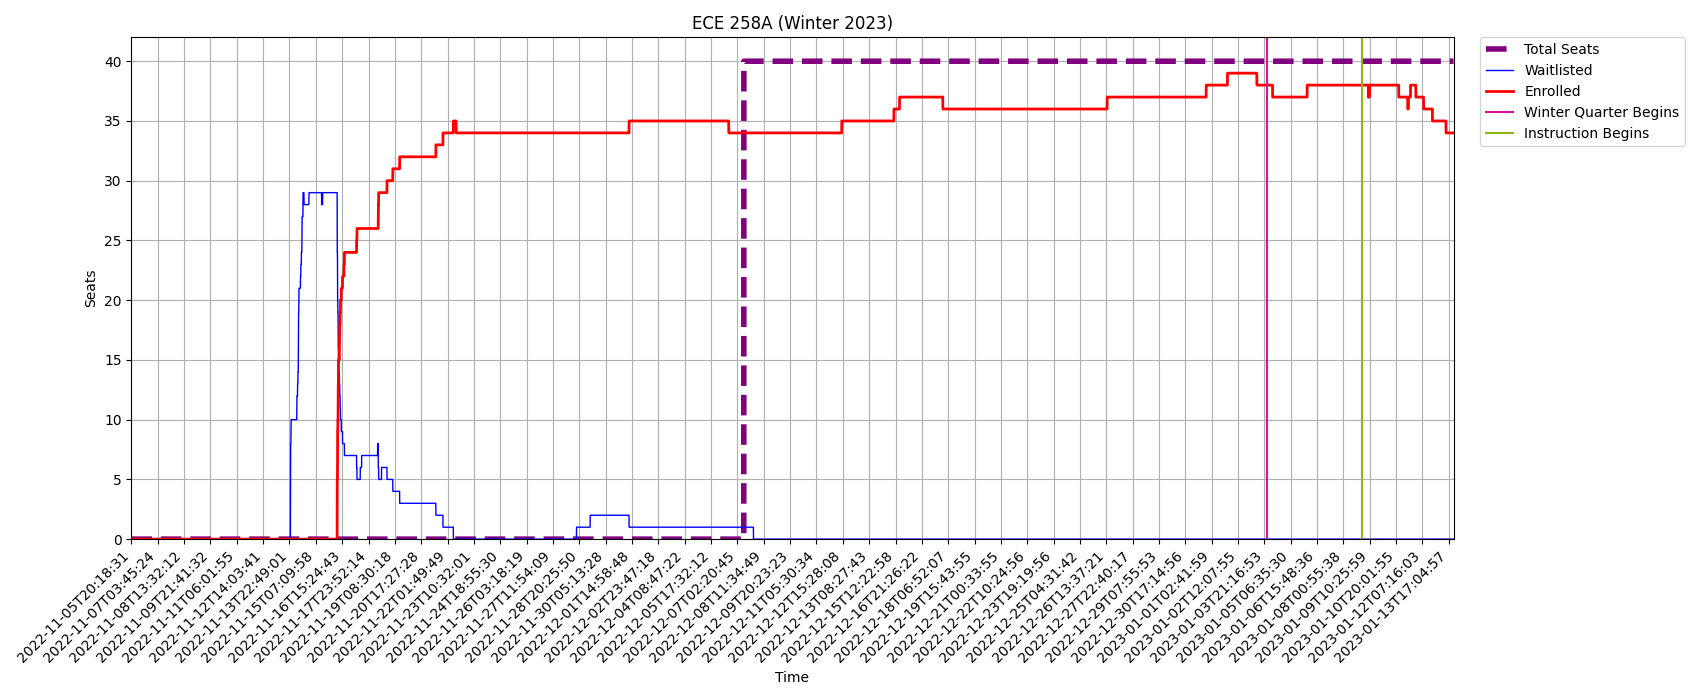 ECE 258A (Winter 2023)
Total Seats
Waitlisted
Enrolled
Winter Quarter Begins
Instruction Begins
Seats
40
35
30
25
20
15
10
5
0
2022-11-05T20:18:31
2022-11-07T03:45:24
2022-11-08T13:32:12
2022-11-09T21:41:32
2022-11-11T06:01:55
2022-11-12T14:03:41
2022-11-13T22:49:01
2022-11-15T07:09:58
2022-11-16T15:24:43
2022-11-17T23:52:14
2022-11-19T08:30:18
2022-11-20T17:27:28
2022-11-22T01:49:49
2022-11-23T10:32:01
2022-11-24T18:55:30
2022-11-26T03:18:19
2022-11-27T11:54:09
2022-11-28T20:25:50
2022-11-30T05:13:28
2022-12-01T14:58:48
2022-12-02T23:47:18
2022-12-04T08:47:22
2022-12-05T17:32:12
2022-12-07T02:20:45
2022-12-08T11:34:49
2022-12-09T20:23:23
2022-12-11T05:30:34
2022-12-12T15:28:08
2022-12-13T08:27:43
2022-12-15T12:22:58
2022-12-16T21:26:22
2022-12-18T06:52:07
2022-12-19T15:43:55
2022-12-21T00:33:55
2022-12-22T10:24:56
2022-12-23T19:19:56
2022-12-25T04:31:42
2022-12-26T13:37:21
2022-12-27T22:40:17
2022-12-29T07:55:53
2022-12-30T17:14:56
2023-01-01T02:41:59
2023-01-02T12:07:55
2023-01-03T21:16:53
2023-01-05T06:35:30
2023-01-06T15:48:36
2023-01-08T00:55:38
2023-01-09T10:25:59
2023-01-10T20:01:55
2023-01-12T07:16:03
2023-01-13T17:04:57
Time